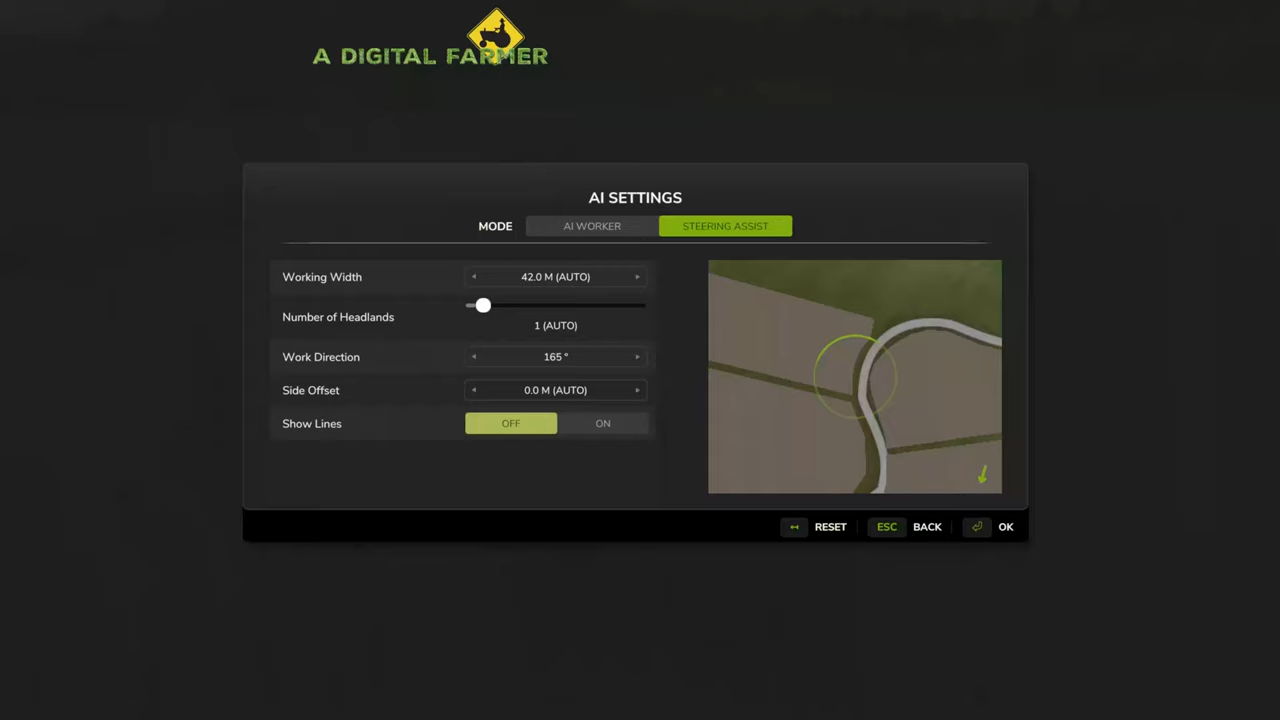 A DIGITAL FARMER
AI SETTINGS
MODE AI WORKER STEERING ASSIST
Working Width 42.0 M (AUTO)
Number of Headlands 1 (AUTO)
Work Direction 165 °
Side Offset 0.0 M (AUTO)
Show Lines OFF ON
RESET ESC BACK OK